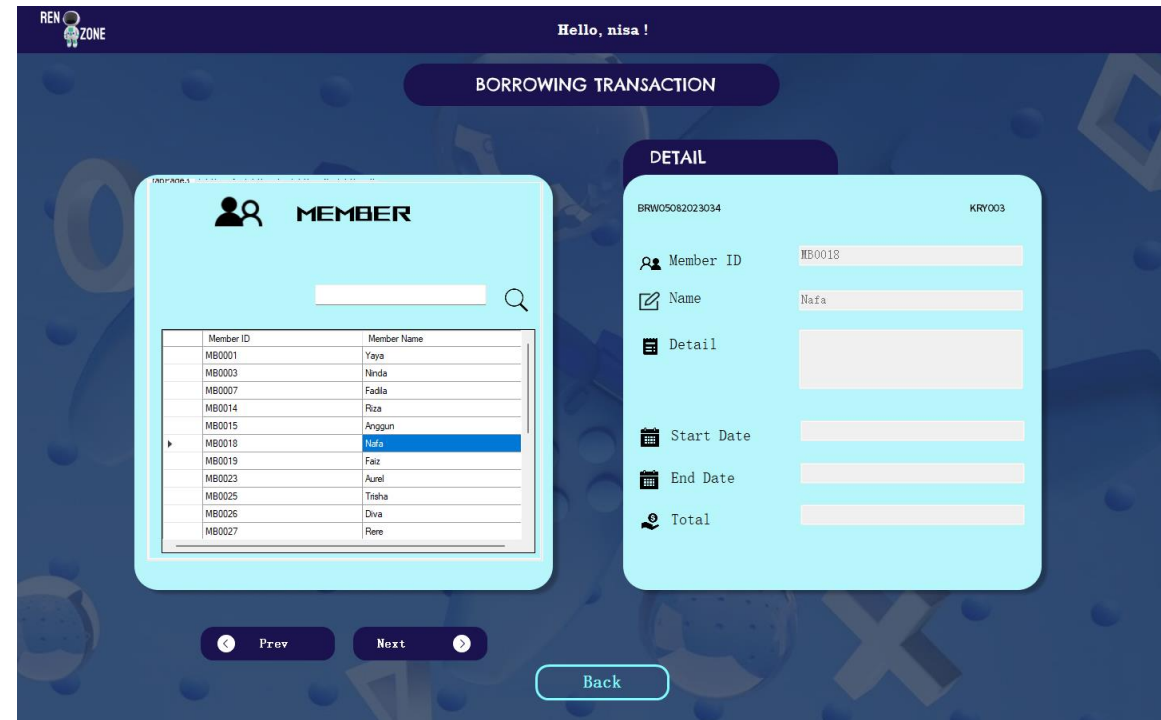 REN
ZONE
Hello, nisa !
BORROWING TRANSACTION
MEMBER
Member ID Member Name
MB0001 Yaya
MB0003 Ninda
MB0007 Fadila
MB0014 Riza
MB0015 Anggun
MB0018 Nafa
MB0019 Faiz
MB0023 Aurel
MB0025 Trisha
MB0026 Diva
MB0027 Rere
Prev
Next
DETAIL
BRW05082023034 KRY003
Member ID MB0018
Name Nafa
Detail
Start Date
End Date
Total
Back